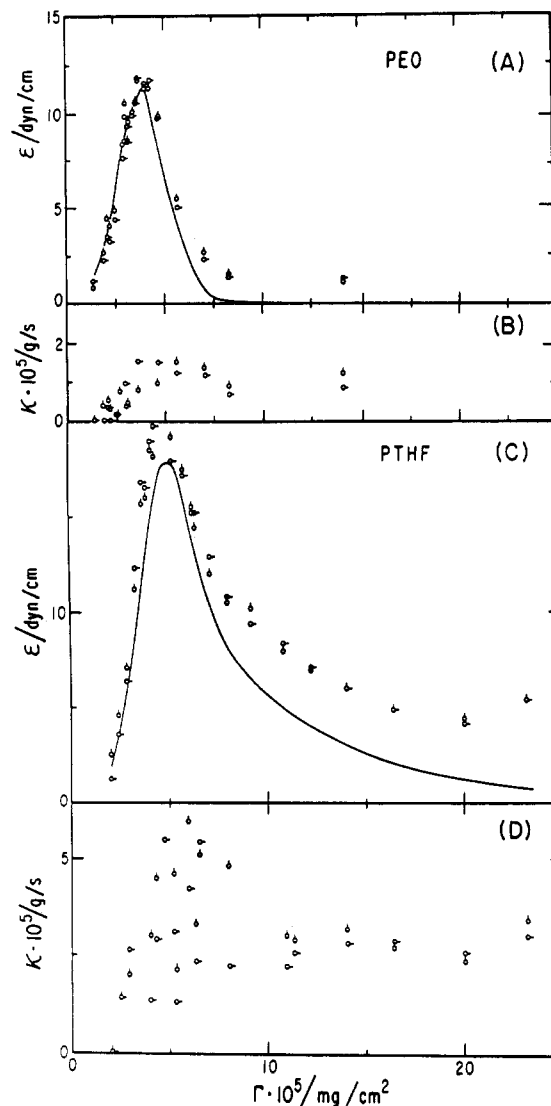 15
PEO (A)
10
ε/dyn/cm
5
0
(B)
2
κ·10⁵/g/s
1
0
PTHF (C)
10
ε/dyn/cm
0
(D)
5
κ·10⁵/g/s
0
5 10 15 20
Γ·10⁵/mg/cm²